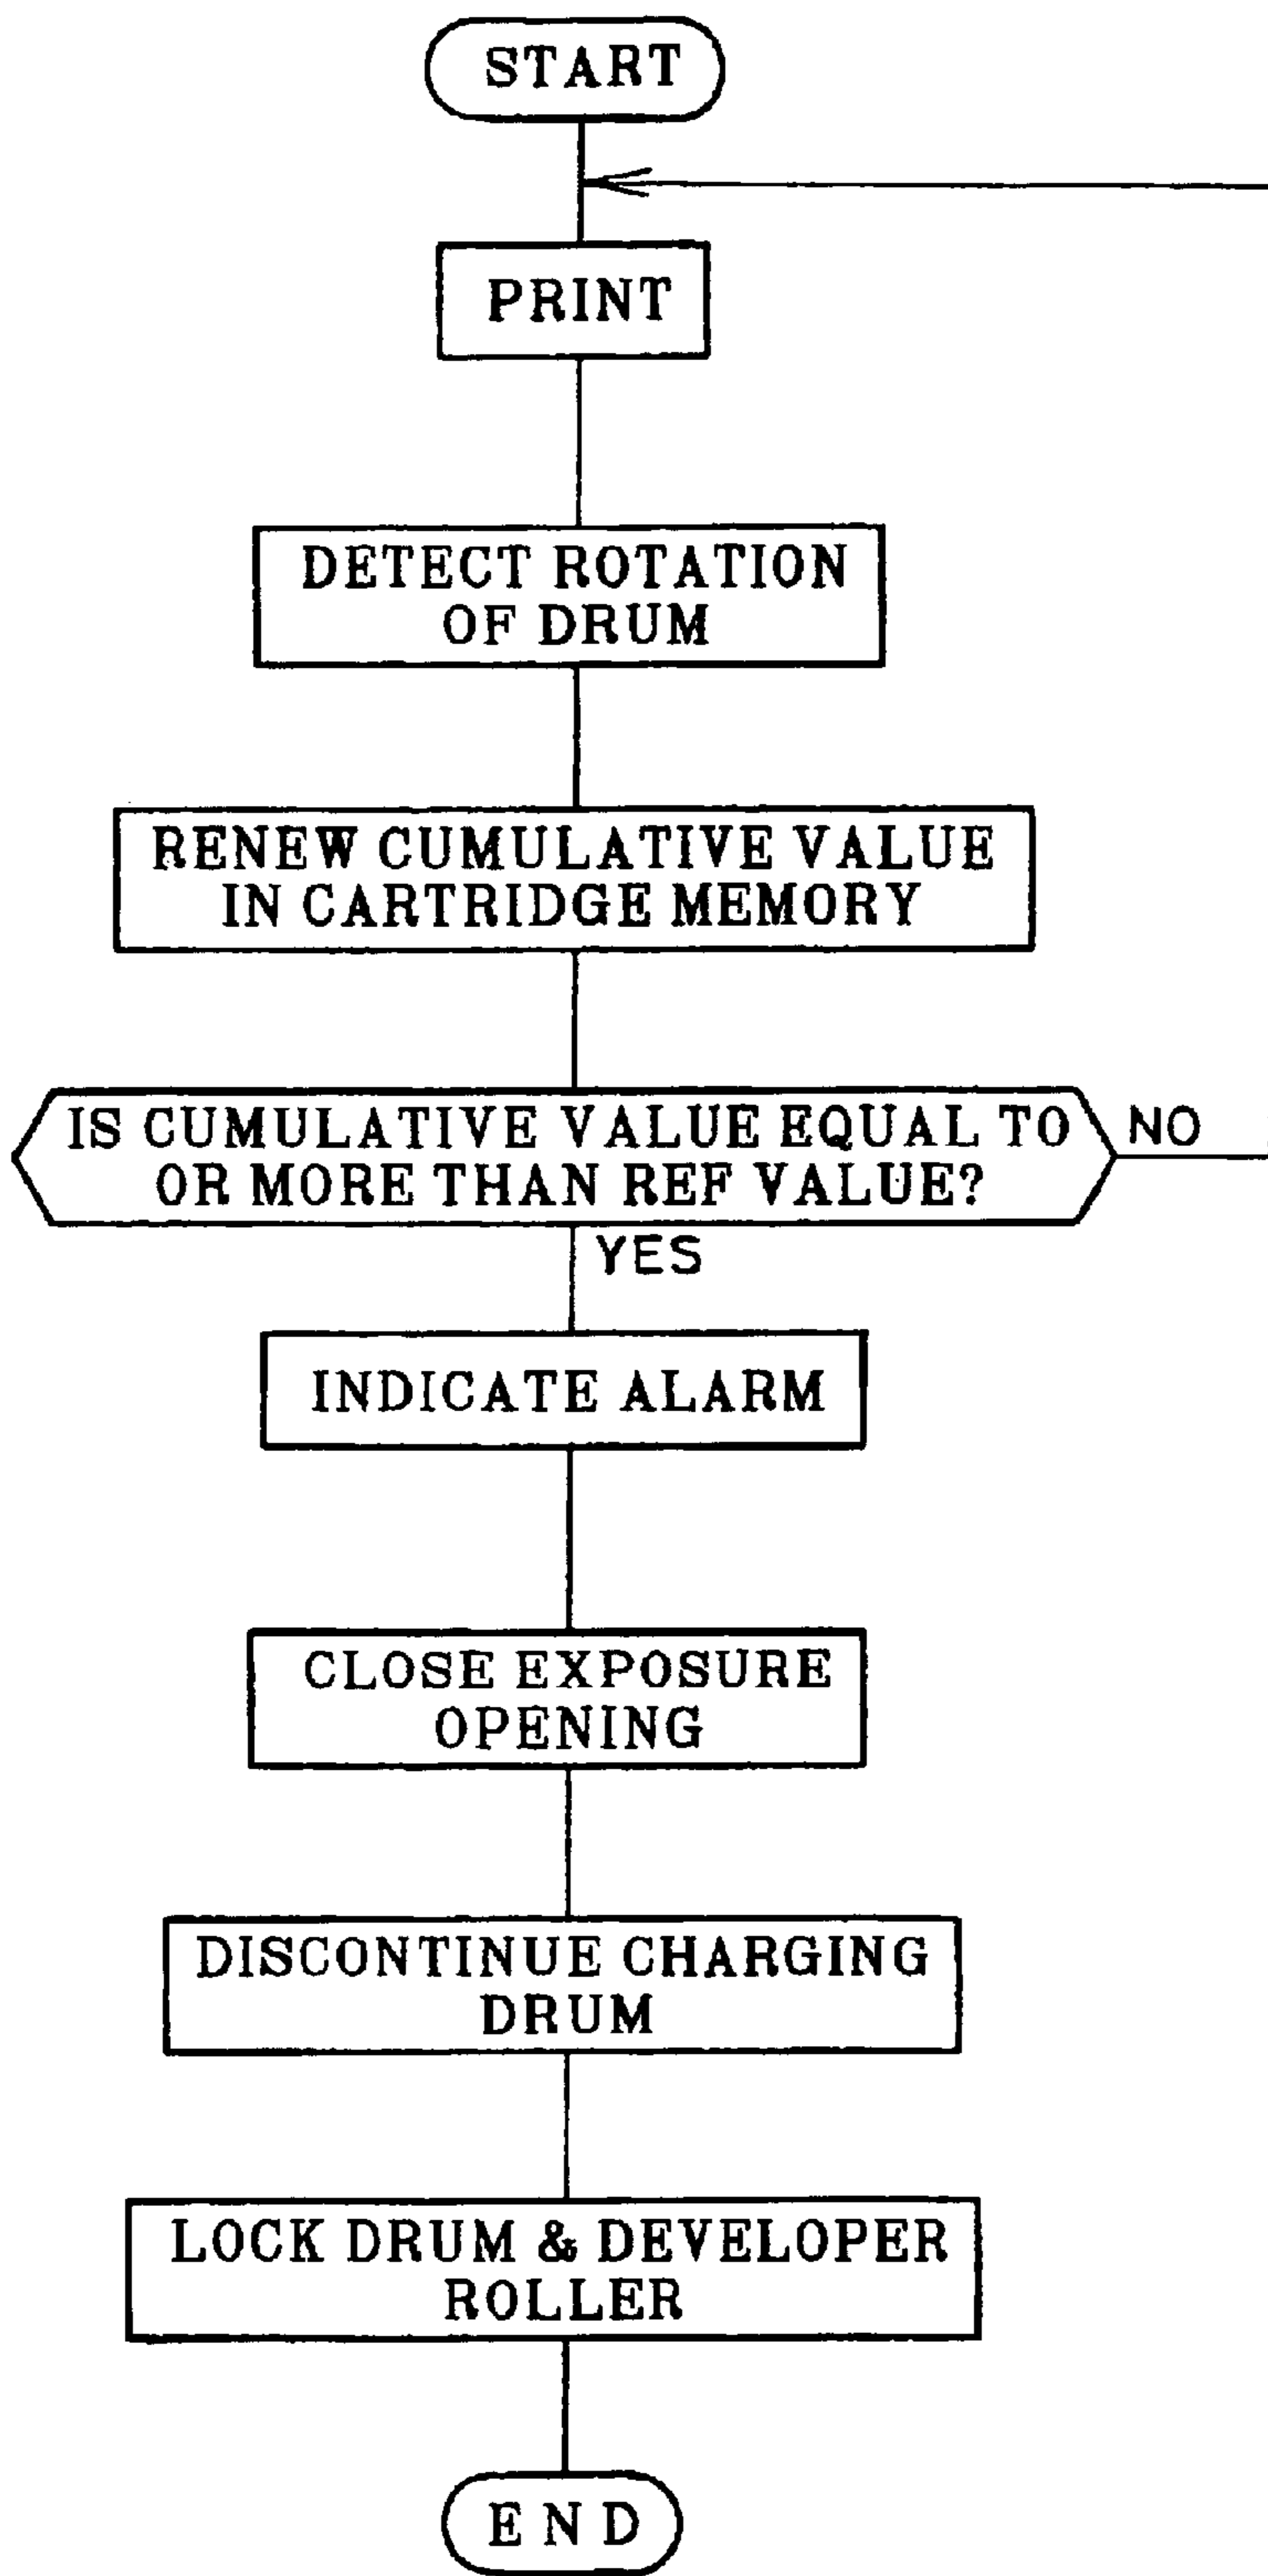 START
PRINT
DETECT ROTATION
OF DRUM
RENEW CUMULATIVE VALUE
IN CARTRIDGE MEMORY
IS CUMULATIVE VALUE EQUAL TO
OR MORE THAN REF VALUE?
NO
YES
INDICATE ALARM
CLOSE EXPOSURE
OPENING
DISCONTINUE CHARGING
DRUM
LOCK DRUM & DEVELOPER
ROLLER
END